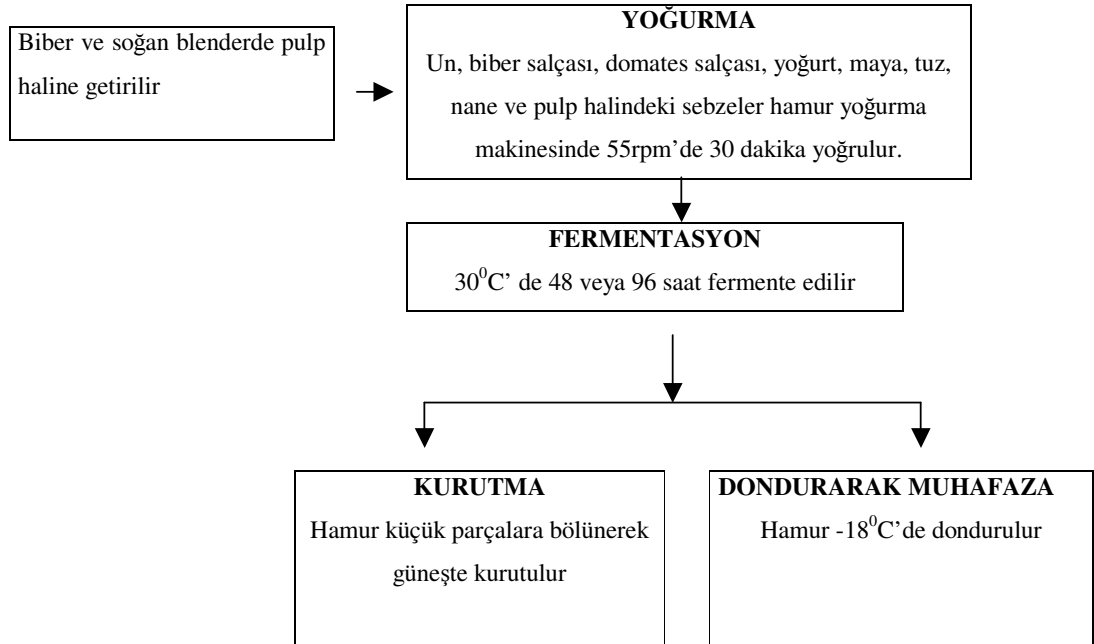 Biber ve soğan blenderde pulp
haline getirilir
YOĞURMA
Un, biber salçası, domates salçası, yoğurt, maya, tuz,
nane ve pulp halindeki sebzeler hamur yoğurma
makinesinde 55rpm’de 30 dakika yoğrulur.
FERMENTASYON
30⁰C’ de 48 veya 96 saat fermente edilir
KURUTMA
Hamur küçük parçalara bölünerek
güneşte kurutulur
DONDURARAK MUHAFAZA
Hamur -18⁰C’de dondurulur